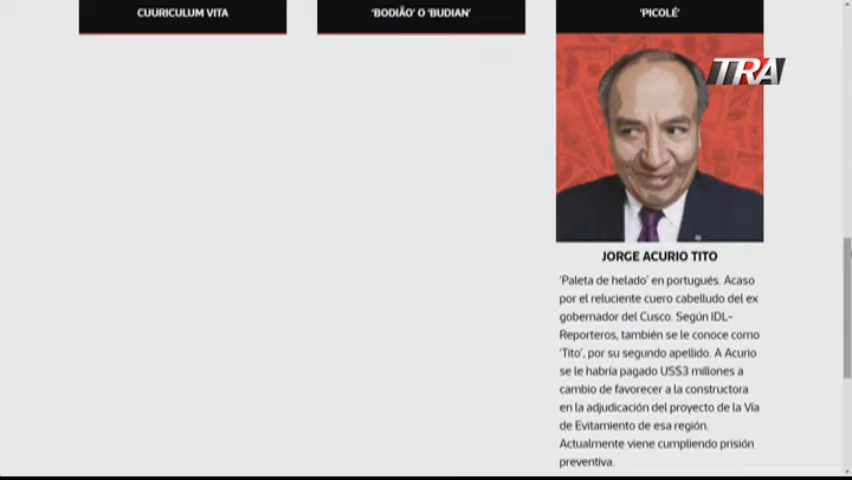 CUURICULUM VITA
'BODIÃO' O 'BUDIAN'
'PICOLÉ'
TRA
JORGE ACURIO TITO
'Paleta de helado' en portugués. Acaso
por el reluciente cuero cabelludo del ex
gobernador del Cusco. Según IDL-
Reporteros, también se le conoce como
'Tito', por su segundo apellido. A Acurio
se le habría pagado US$3 millones a
cambio de favorecer a la constructora
en la adjudicación del proyecto de la Vía
de Evitamiento de esa región.
Actualmente viene cumpliendo prisión
preventiva.